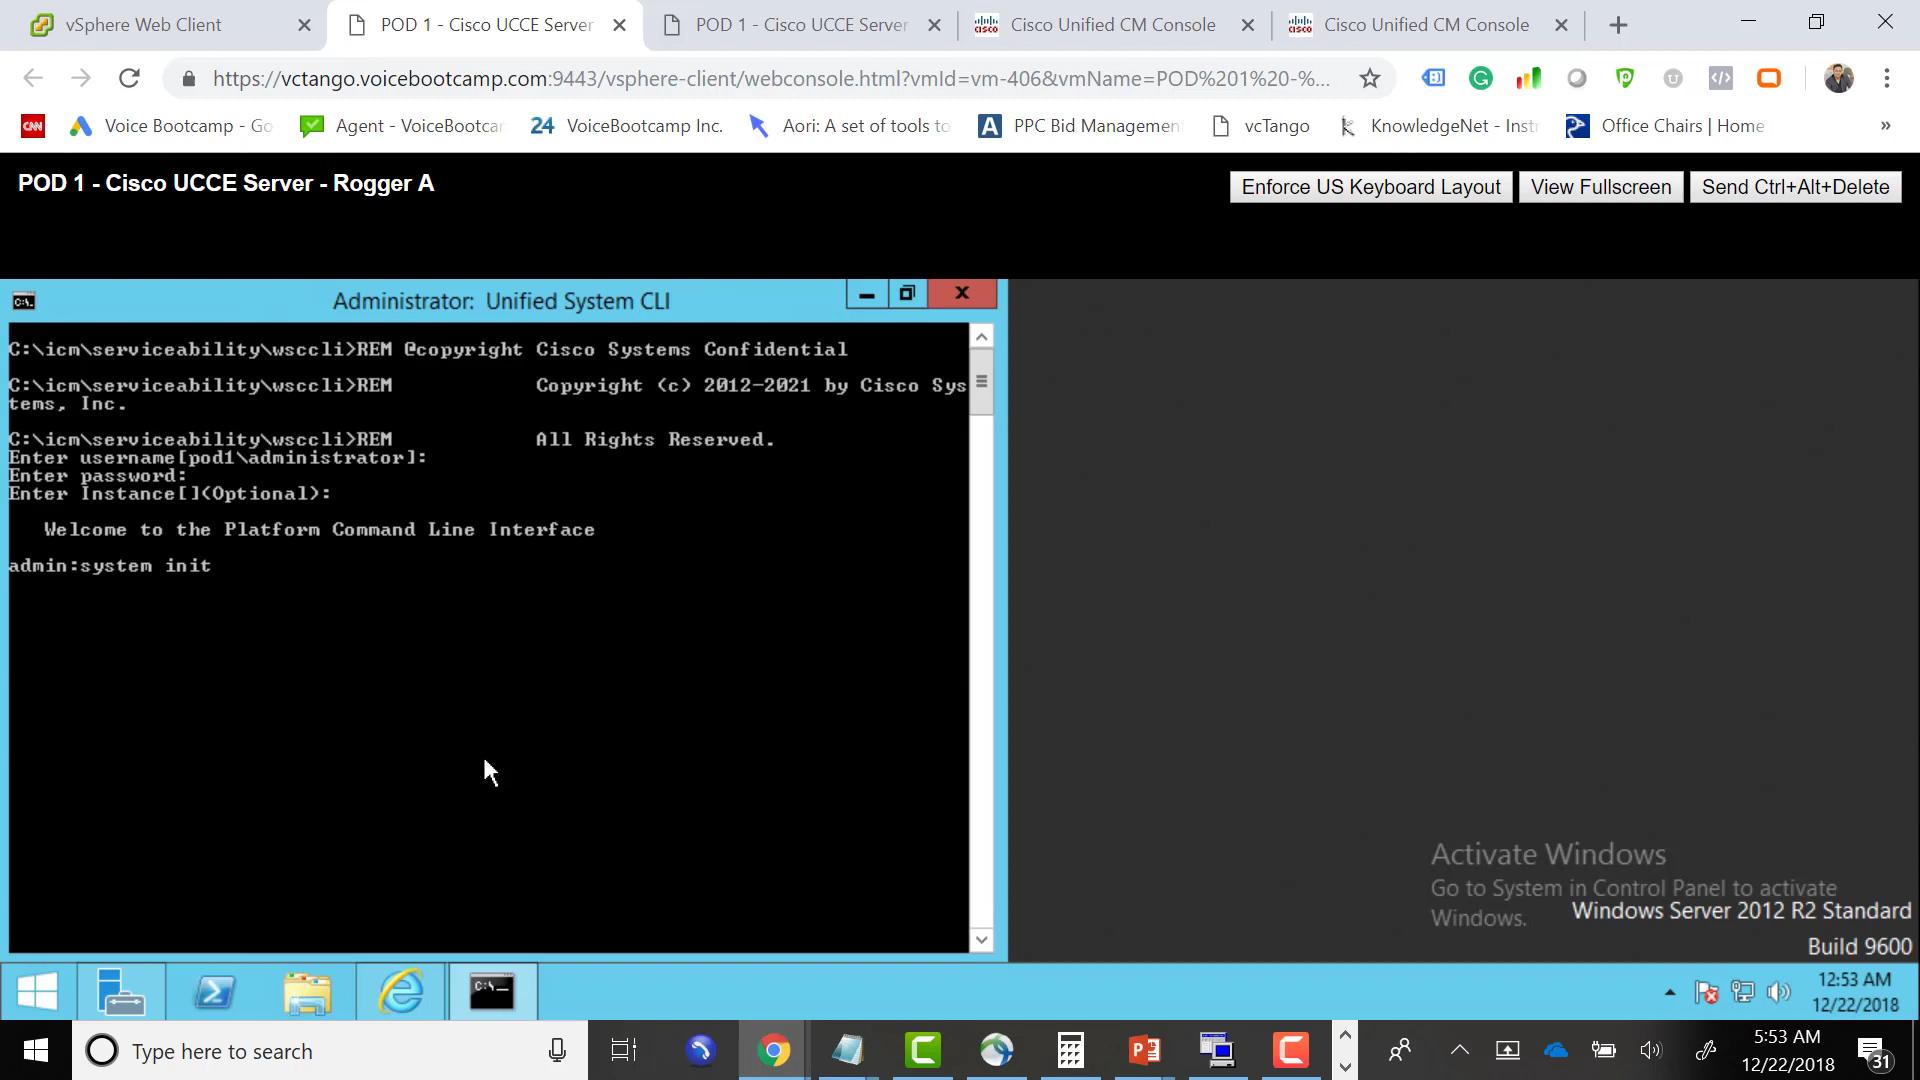 vSphere Web Client
POD 1 - Cisco UCCE Server
POD 1 - Cisco UCCE Server
Cisco Unified CM Console
Cisco Unified CM Console
https://vctango.voicebootcamp.com:9443/vsphere-client/webconsole.html?vmId=vm-406&vmName=POD%201%20-%...
CNN
Voice Bootcamp - Go
Agent - VoiceBootcam
24 VoiceBootcamp Inc.
Aori: A set of tools to
A PPC Bid Management
vcTango
KnowledgeNet - Inst
Office Chairs | Home
»
POD 1 - Cisco UCCE Server - Rogger A
Enforce US Keyboard Layout
View Fullscreen
Send Ctrl+Alt+Delete
Administrator: Unified System CLI
C:\icm\serviceability\wsccli>REM @copyright Cisco Systems Confidential
C:\icm\serviceability\wsccli>REM Copyright (c) 2012-2021 by Cisco Sys
tems, Inc.
C:\icm\serviceability\wsccli>REM All Rights Reserved.
Enter username[pod1\administrator]:
Enter password:
Enter Instance[](Optional):
Welcome to the Platform Command Line Interface
admin:system init
Activate Windows
Go to System in Control Panel to activate
Windows.
Windows Server 2012 R2 Standard
Build 9600
12:53 AM
12/22/2018
Type here to search
5:53 AM
12/22/2018
31